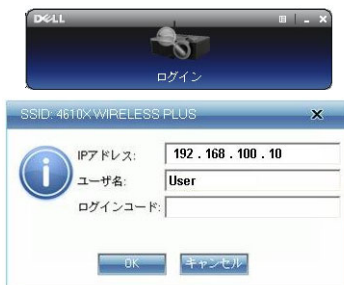 DELL
ログイン
SSID: 4610X WIRELESS PLUS
IPアドレス: 192 . 168 . 100 . 10
ユーザ名: User
ログインコード:
OK キャンセル